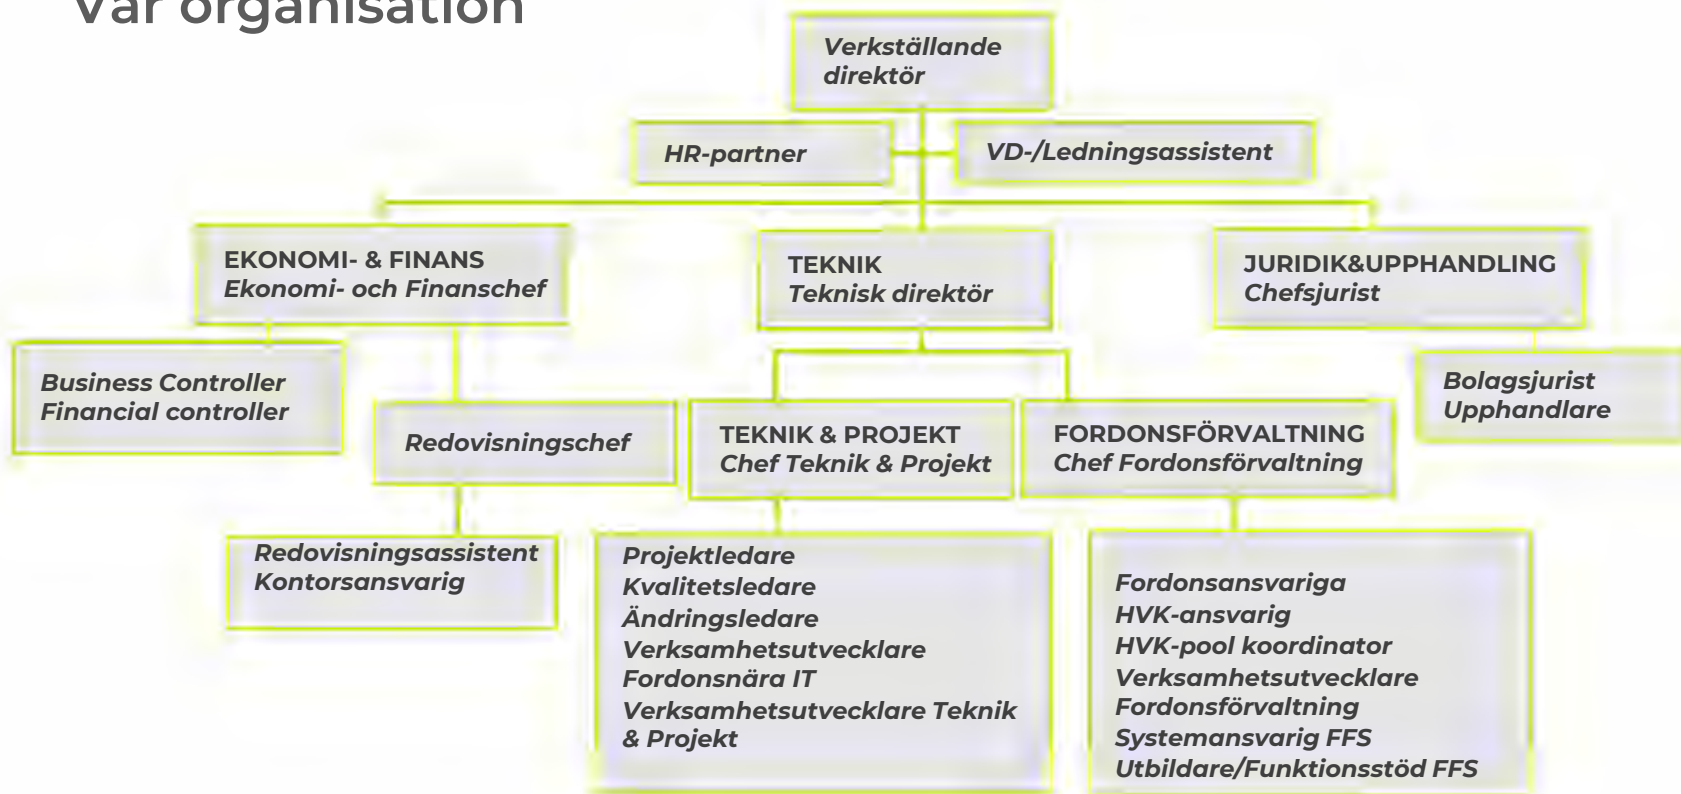 Vår organisation
Verkställande
direktör
HR-partner
VD-/Ledningsassistent
EKONOMI- & FINANS
Ekonomi- och Finanschef
TEKNIK
Teknisk direktör
JURIDIK&UPPHANDLING
Chefsjurist
Business Controller
Financial controller
Redovisningschef
TEKNIK & PROJEKT
Chef Teknik & Projekt
FORDONSFÖRVALTNING
Chef Fordonsförvaltning
Bolagsjurist
Upphandlare
Redovisningsassistent
Kontorsansvarig
Projektledare
Kvalitetsledare
Ändringsledare
Verksamhetsutvecklare
Fordonsnära IT
Verksamhetsutvecklare Teknik
& Projekt
Fordonsansvariga
HVK-ansvarig
HVK-pool koordinator
Verksamhetsutvecklare
Fordonsförvaltning
Systemansvarig FFS
Utbildare/Funktionsstöd FFS